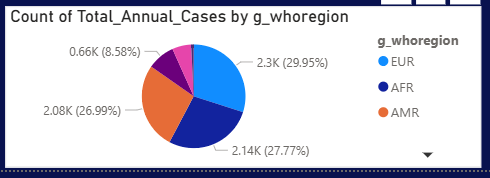 Count of Total_Annual_Cases by g_whoregion
g_whoregion
0.66K (8.58%)
2.3K (29.95%)
EUR
AFR
2.08K (26.99%)
AMR
2.14K (27.77%)